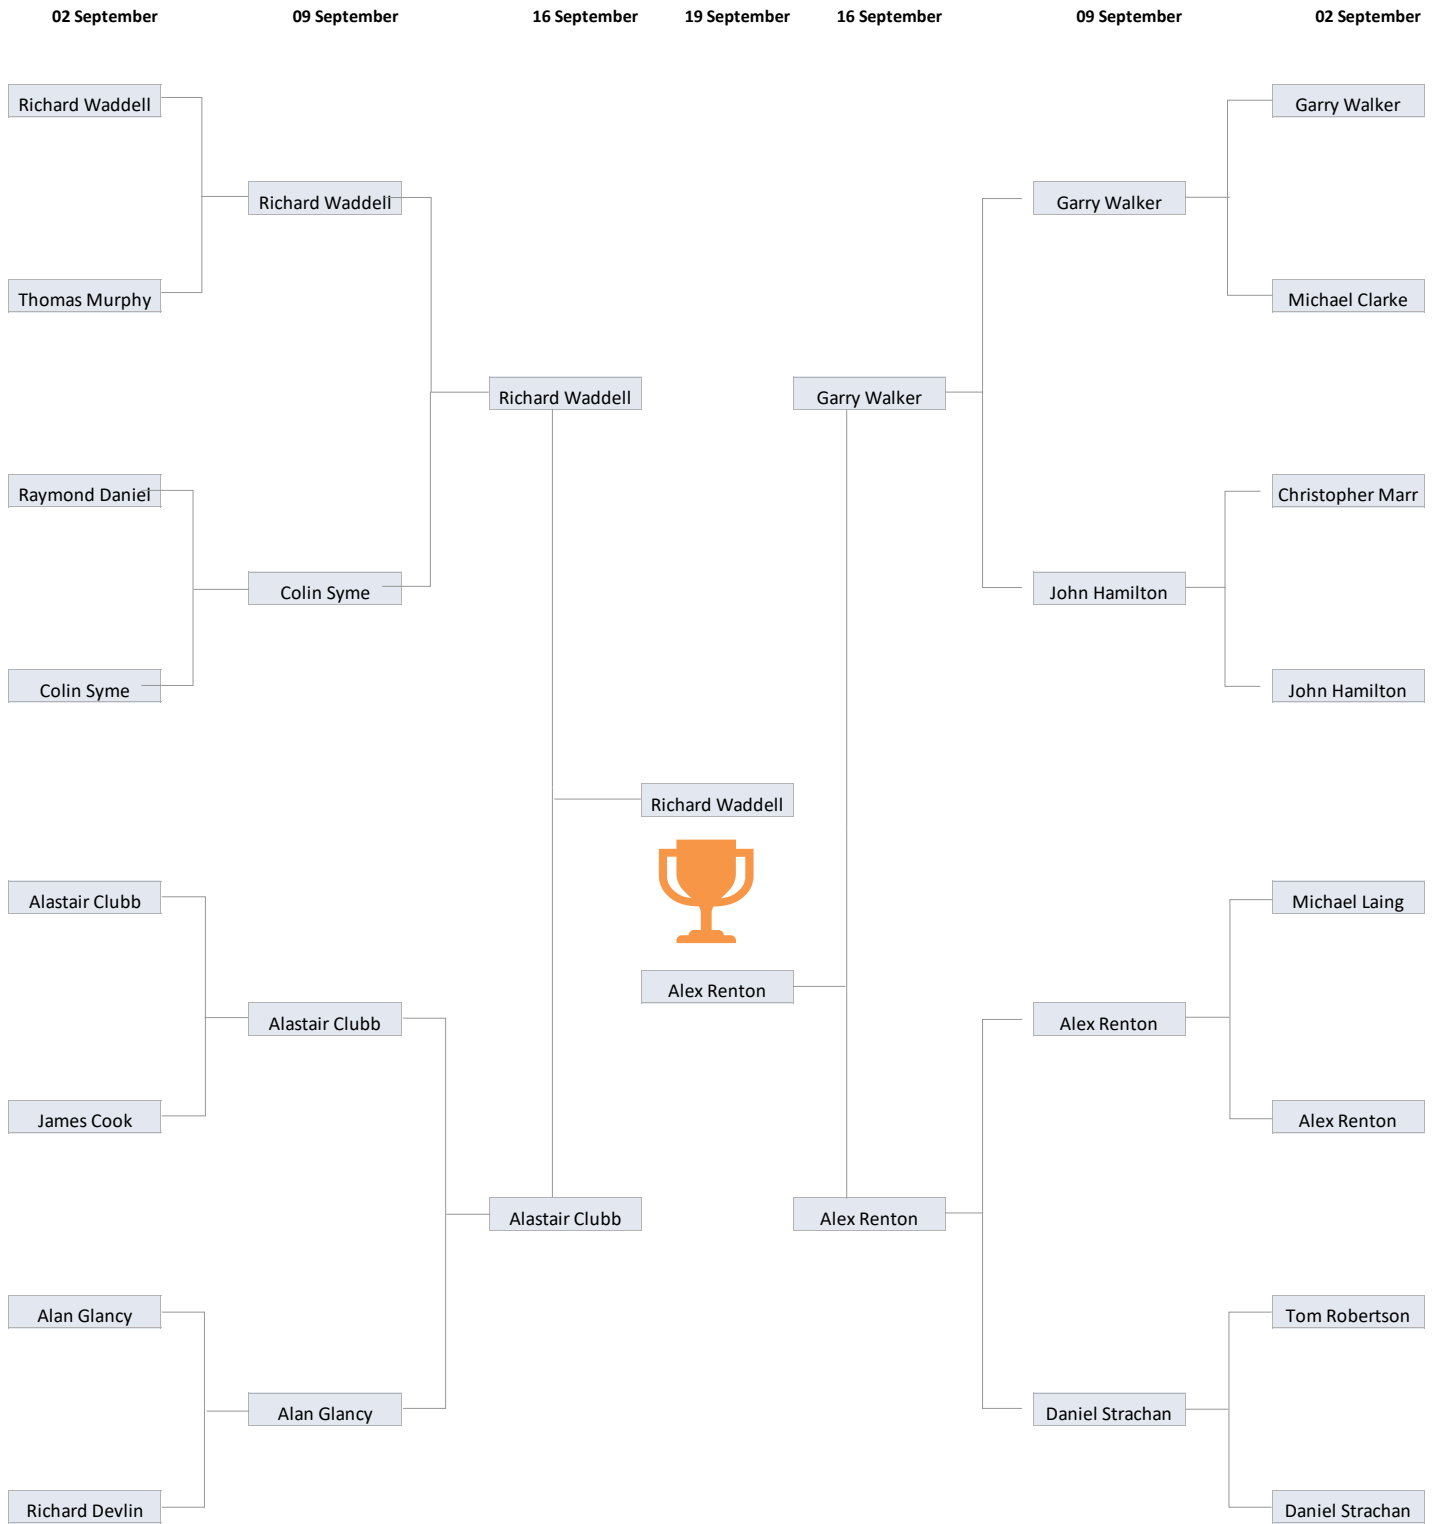 02 September
09 September
16 September
19 September
16 September
09 September
02 September
Richard Waddell
Garry Walker
Richard Waddell
Garry Walker
Thomas Murphy
Michael Clarke
Richard Waddell
Garry Walker
Raymond Daniel
Christopher Marr
Colin Syme
John Hamilton
Colin Syme
John Hamilton
Richard Waddell
Alastair Clubb
Michael Laing
Alex Renton
Alastair Clubb
Alex Renton
James Cook
Alex Renton
Alastair Clubb
Alex Renton
Alan Glancy
Tom Robertson
Alan Glancy
Daniel Strachan
Richard Devlin
Daniel Strachan